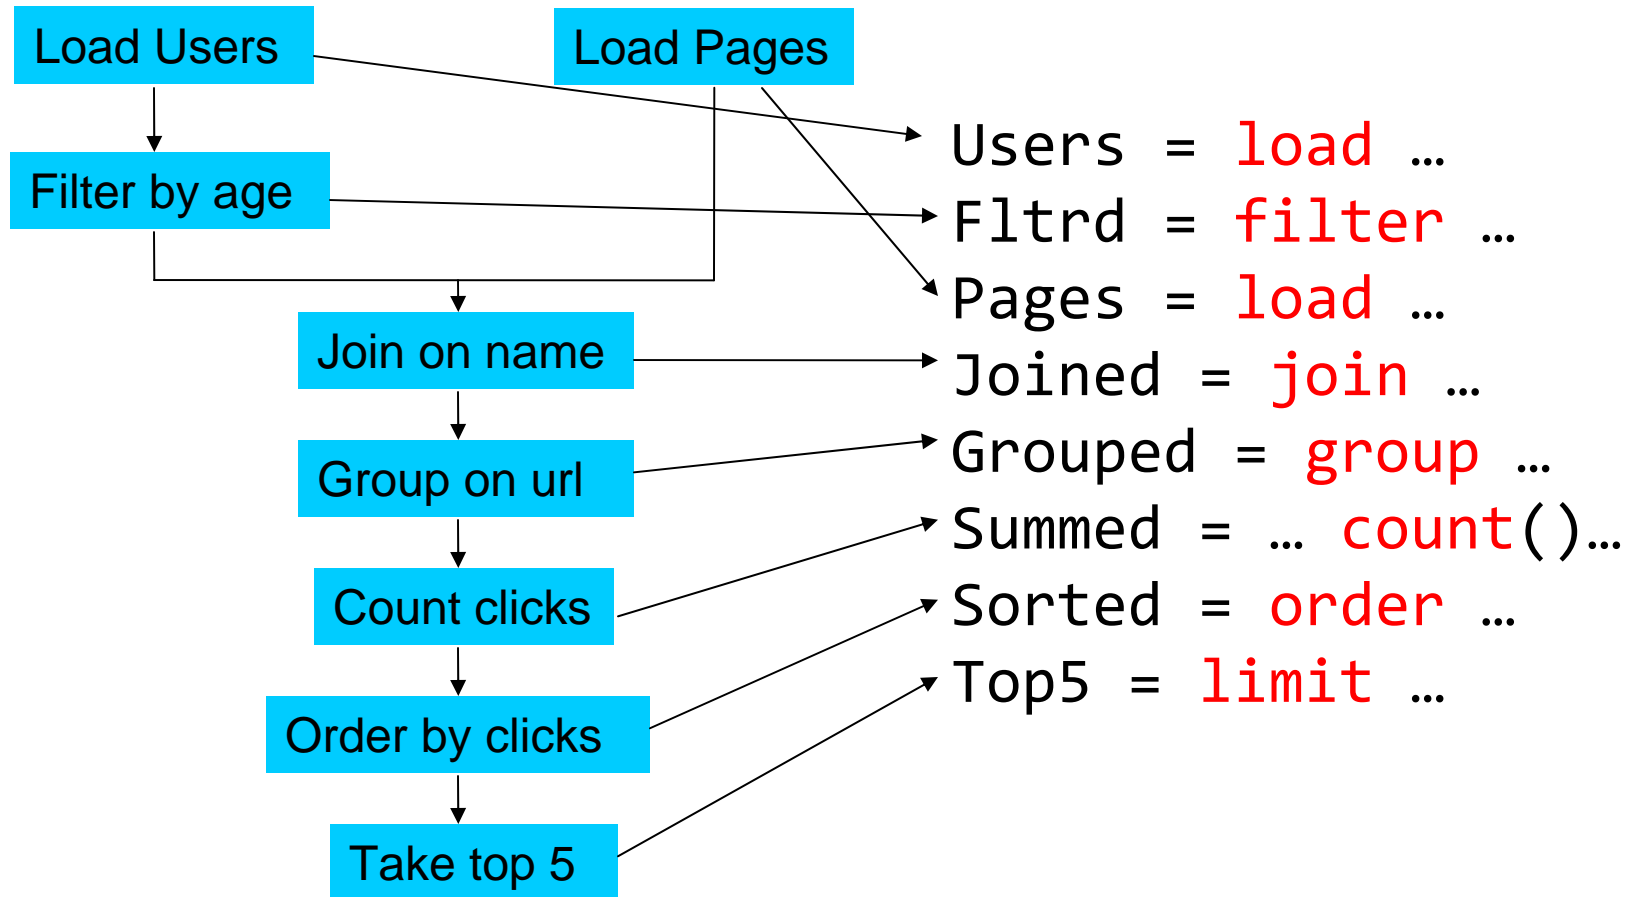 Load Users
Load Pages
Filter by age
Join on name
Group on url
Count clicks
Order by clicks
Take top 5
Users = load …
Fltrd = filter …
Pages = load …
Joined = join …
Grouped = group …
Summed = … count()…
Sorted = order …
Top5 = limit …